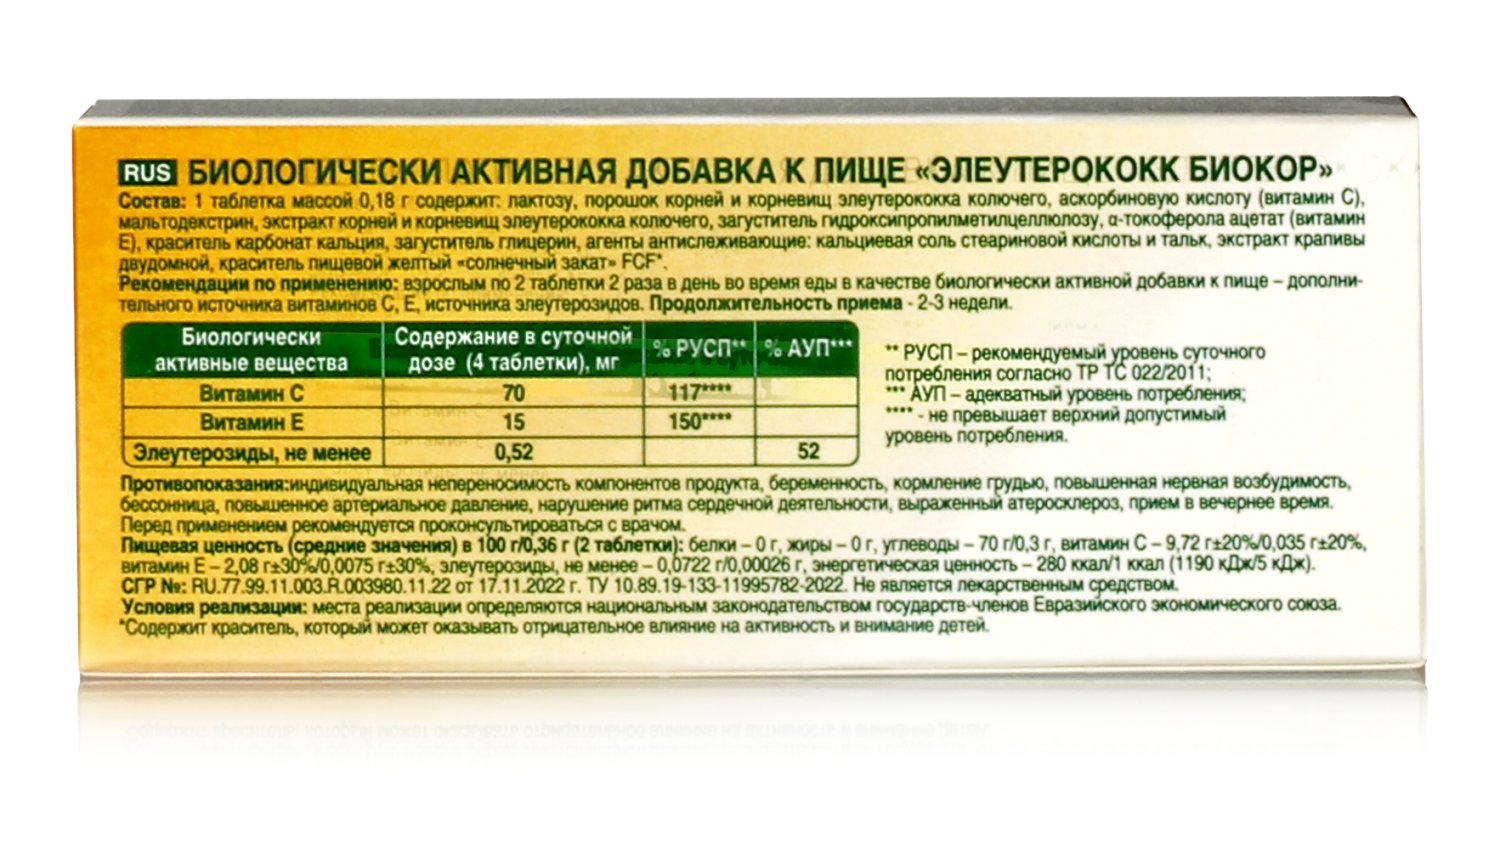 RUS БИОЛОГИЧЕСКИ АКТИВНАЯ ДОБАВКА К ПИЩЕ «ЭЛЕУТЕРОКОКК БИОКОР»
Состав: 1 таблетка массой 0,18 г содержит: лактозу, порошок корней и корневищ элеутерококка колючего, аскорбиновую кислоту (витамин С),
мальтодекстрин, экстракт корней и корневищ элеутерококка колючего, загуститель гидроксипропилметилцеллюлозу, α-токоферола ацетат (витамин
Е), краситель карбонат кальция, загуститель глицерин, агенты антислеживающие: кальциевая соль стеариновой кислоты и тальк, экстракт крапивы
двудомной, краситель пищевой желтый «солнечный закат» FCF*.
Рекомендации по применению: взрослым по 2 таблетки 2 раза в день во время еды в качестве биологически активной добавки к пище – дополни-
тельного источника витаминов С, Е, источника элеутерозидов. Продолжительность приема - 2-3 недели.
Биологически активные вещества Содержание в суточной дозе (4 таблетки), мг % РУСП** % АУП***
Витамин С 70 117****
Витамин Е 15 150****
Элеутерозиды, не менее 0,52 52
** РУСП – рекомендуемый уровень суточного
потребления согласно ТР ТС 022/2011;
*** АУП – адекватный уровень потребления;
**** - не превышает верхний допустимый
уровень потребления.
Противопоказания:индивидуальная непереносимость компонентов продукта, беременность, кормление грудью, повышенная нервная возбудимость,
бессонница, повышенное артериальное давление, нарушение ритма сердечной деятельности, выраженный атеросклероз, прием в вечернее время.
Перед применением рекомендуется проконсультироваться с врачом.
Пищевая ценность (средние значения) в 100 г/0,36 г (2 таблетки): белки – 0 г, жиры – 0 г, углеводы – 70 г/0,3 г, витамин С – 9,72 г±20%/0,035 г±20%,
витамин Е – 2,08 г±30%/0,0075 г±30%, элеутерозиды, не менее – 0,0722 г/0,00026 г, энергетическая ценность – 280 ккал/1 ккал (1190 кДж/5 кДж).
СГР №: RU.77.99.11.003.R.003980.11.22 от 17.11.2022 г. ТУ 10.89.19-133-11995782-2022. Не является лекарственным средством.
Условия реализации: места реализации определяются национальным законодательством государств-членов Евразийского экономического союза.
*Содержит краситель, который может оказывать отрицательное влияние на активность и внимание детей.